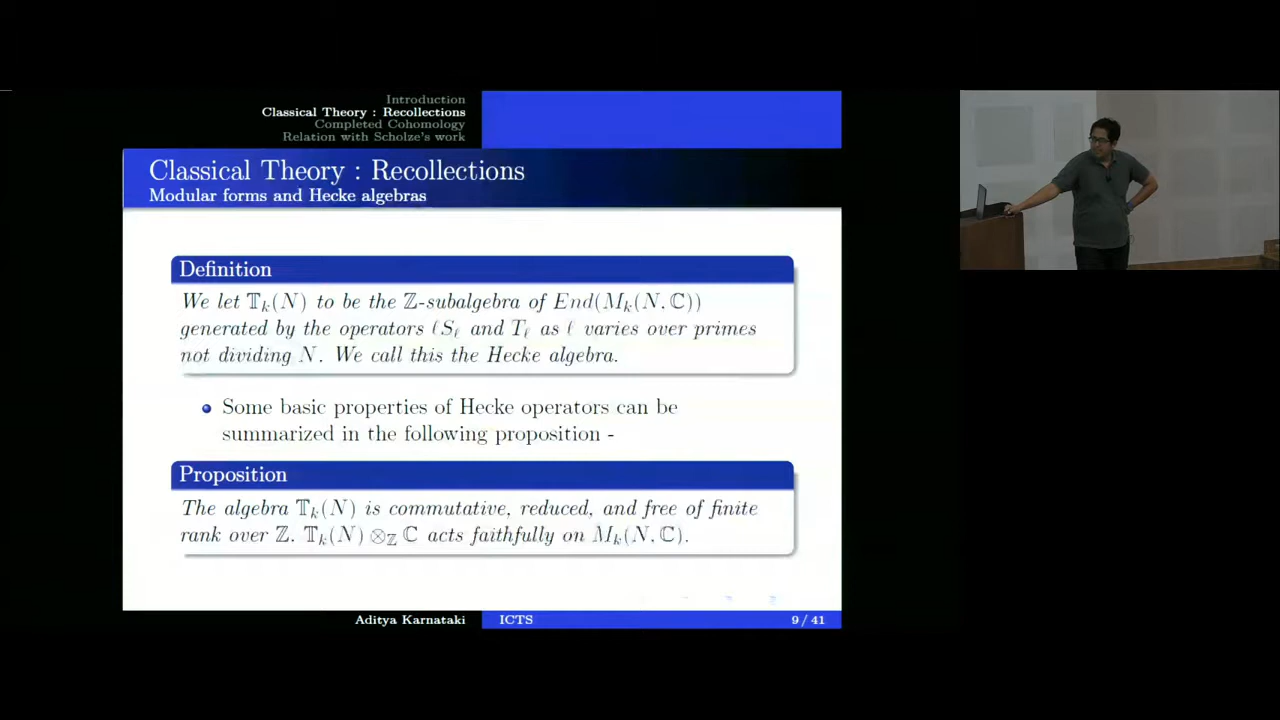 Introduction
Classical Theory : Recollections
Completed Cohomology
Relation with Scholze's work
Classical Theory : Recollections
Modular forms and Hecke algebras
Definition
We let 𝕋ₖ(N) to be the ℤ-subalgebra of End(Mₖ(N, ℂ))
generated by the operators ℓS_ℓ and T_ℓ as ℓ varies over primes
not dividing N. We call this the Hecke algebra.
Some basic properties of Hecke operators can be
summarized in the following proposition -
Proposition
The algebra 𝕋ₖ(N) is commutative, reduced, and free of finite
rank over ℤ. 𝕋ₖ(N) ⊗_ℤ ℂ acts faithfully on Mₖ(N, ℂ).
Aditya Karnataki ICTS 9 / 41